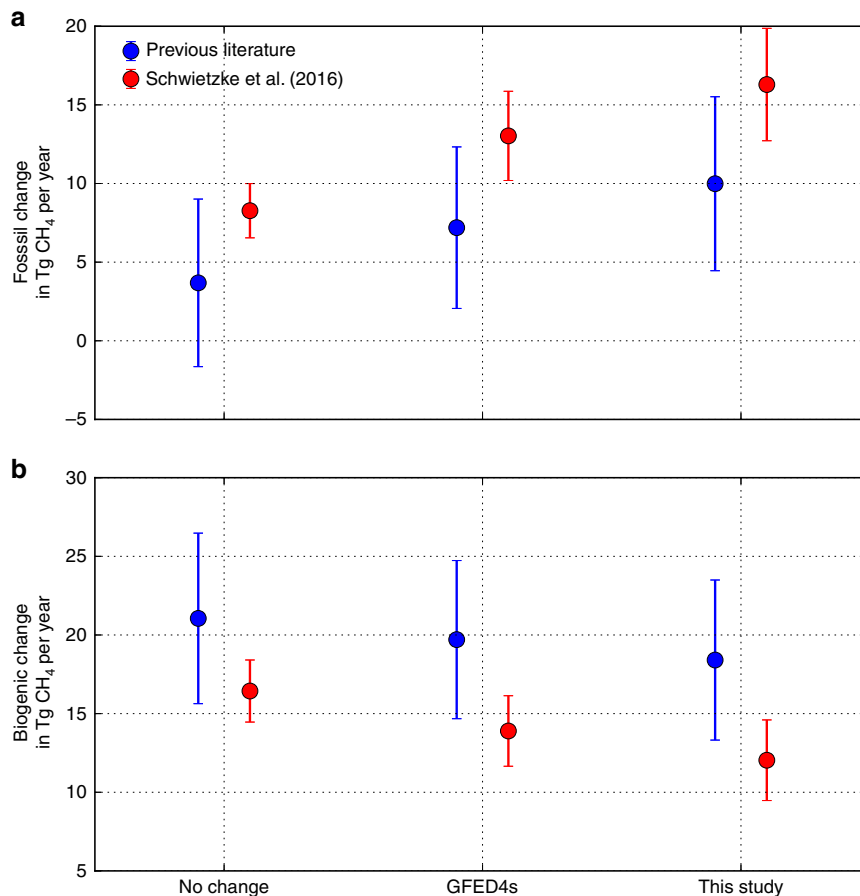 a
20
15
10
5
0
–5
Fosssil change
in Tg CH₄ per year
Previous literature
Schwietzke et al. (2016)
b
30
25
20
15
10
5
Biogenic change
in Tg CH₄ per year
No change GFED4s This study